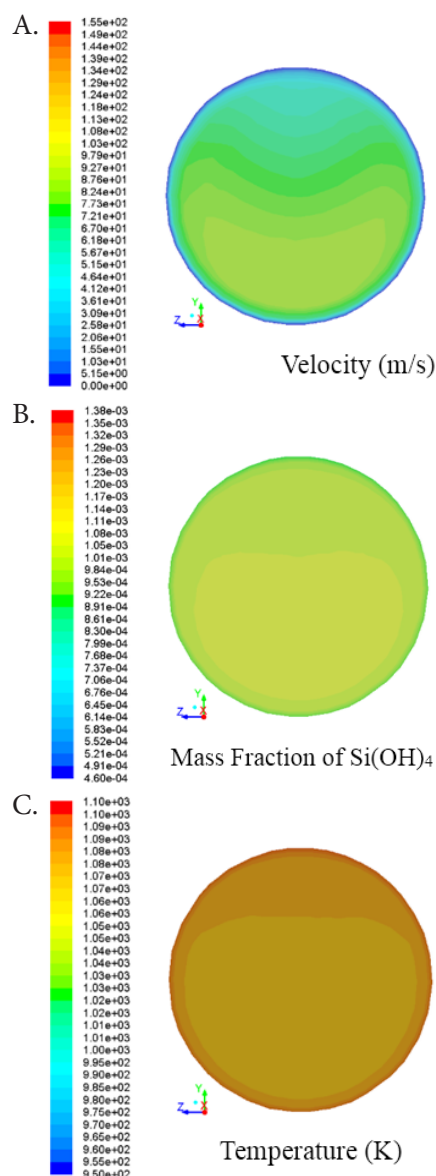 A.
1.55e+02
1.49e+02
1.44e+02
1.39e+02
1.34e+02
1.29e+02
1.24e+02
1.18e+02
1.13e+02
1.08e+02
1.03e+02
9.79e+01
9.27e+01
8.76e+01
8.24e+01
7.73e+01
7.21e+01
6.70e+01
6.18e+01
5.67e+01
5.15e+01
4.64e+01
4.12e+01
3.61e+01
3.09e+01
2.58e+01
2.06e+01
1.55e+01
1.03e+01
5.15e+00
0.00e+00
Y
Z
X
Velocity (m/s)
B.
1.38e-03
1.35e-03
1.32e-03
1.29e-03
1.26e-03
1.23e-03
1.20e-03
1.17e-03
1.14e-03
1.11e-03
1.08e-03
1.05e-03
1.01e-03
9.84e-04
9.53e-04
9.22e-04
8.91e-04
8.61e-04
8.30e-04
7.99e-04
7.68e-04
7.37e-04
7.06e-04
6.76e-04
6.45e-04
6.14e-04
5.83e-04
5.52e-04
5.21e-04
4.91e-04
4.60e-04
Y
Z
X
Mass Fraction of Si(OH)4
C.
1.10e+03
1.10e+03
1.09e+03
1.09e+03
1.08e+03
1.08e+03
1.07e+03
1.07e+03
1.06e+03
1.06e+03
1.05e+03
1.05e+03
1.04e+03
1.04e+03
1.03e+03
1.03e+03
1.02e+03
1.02e+03
1.01e+03
1.01e+03
1.00e+03
9.95e+02
9.90e+02
9.85e+02
9.80e+02
9.75e+02
9.70e+02
9.65e+02
9.60e+02
9.55e+02
9.50e+02
Y
Z
X
Temperature (K)